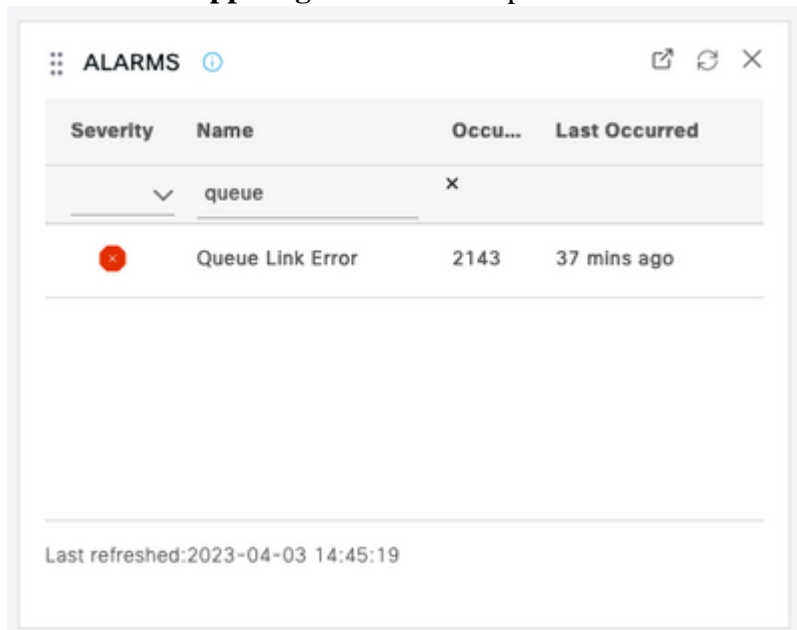 ALARMS
Severity Name Occu... Last Occurred
queue
Queue Link Error 2143 37 mins ago
Last refreshed:2023-04-03 14:45:19